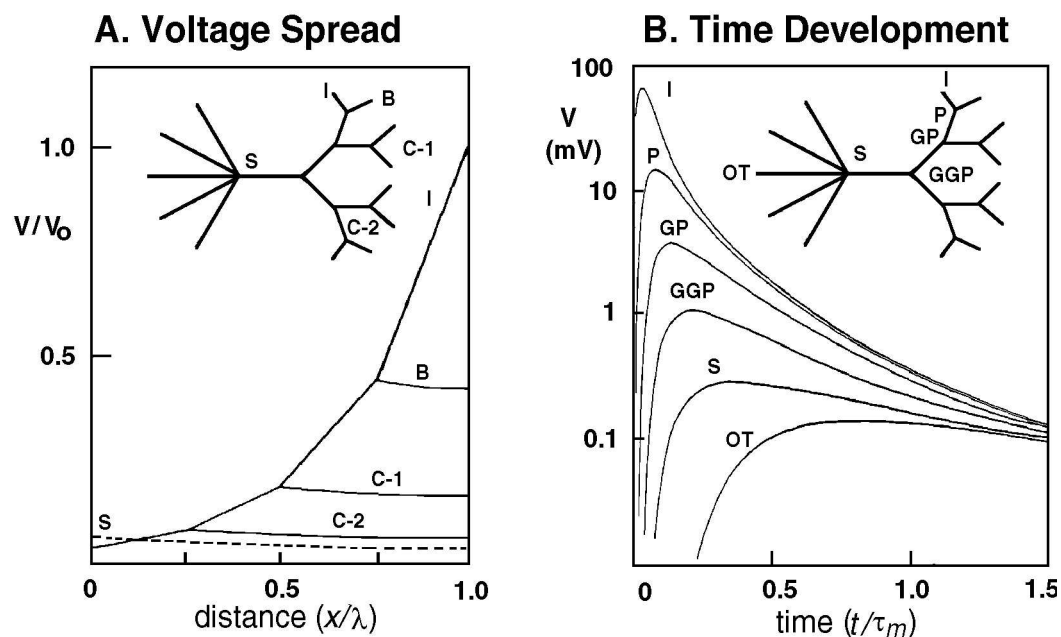 A. Voltage Spread
I
B
S
C-1
1.0
I
V/Vo
C-2
0.5
B
C-1
S
C-2
0
0.5
1.0
distance (x/λ)
B. Time Development
100
I
I
V
P
(mV)
P
GP
S
OT
GGP
10
GP
GGP
1
S
0.1
OT
0
0.5
1.0
1.5
time (t/τm)